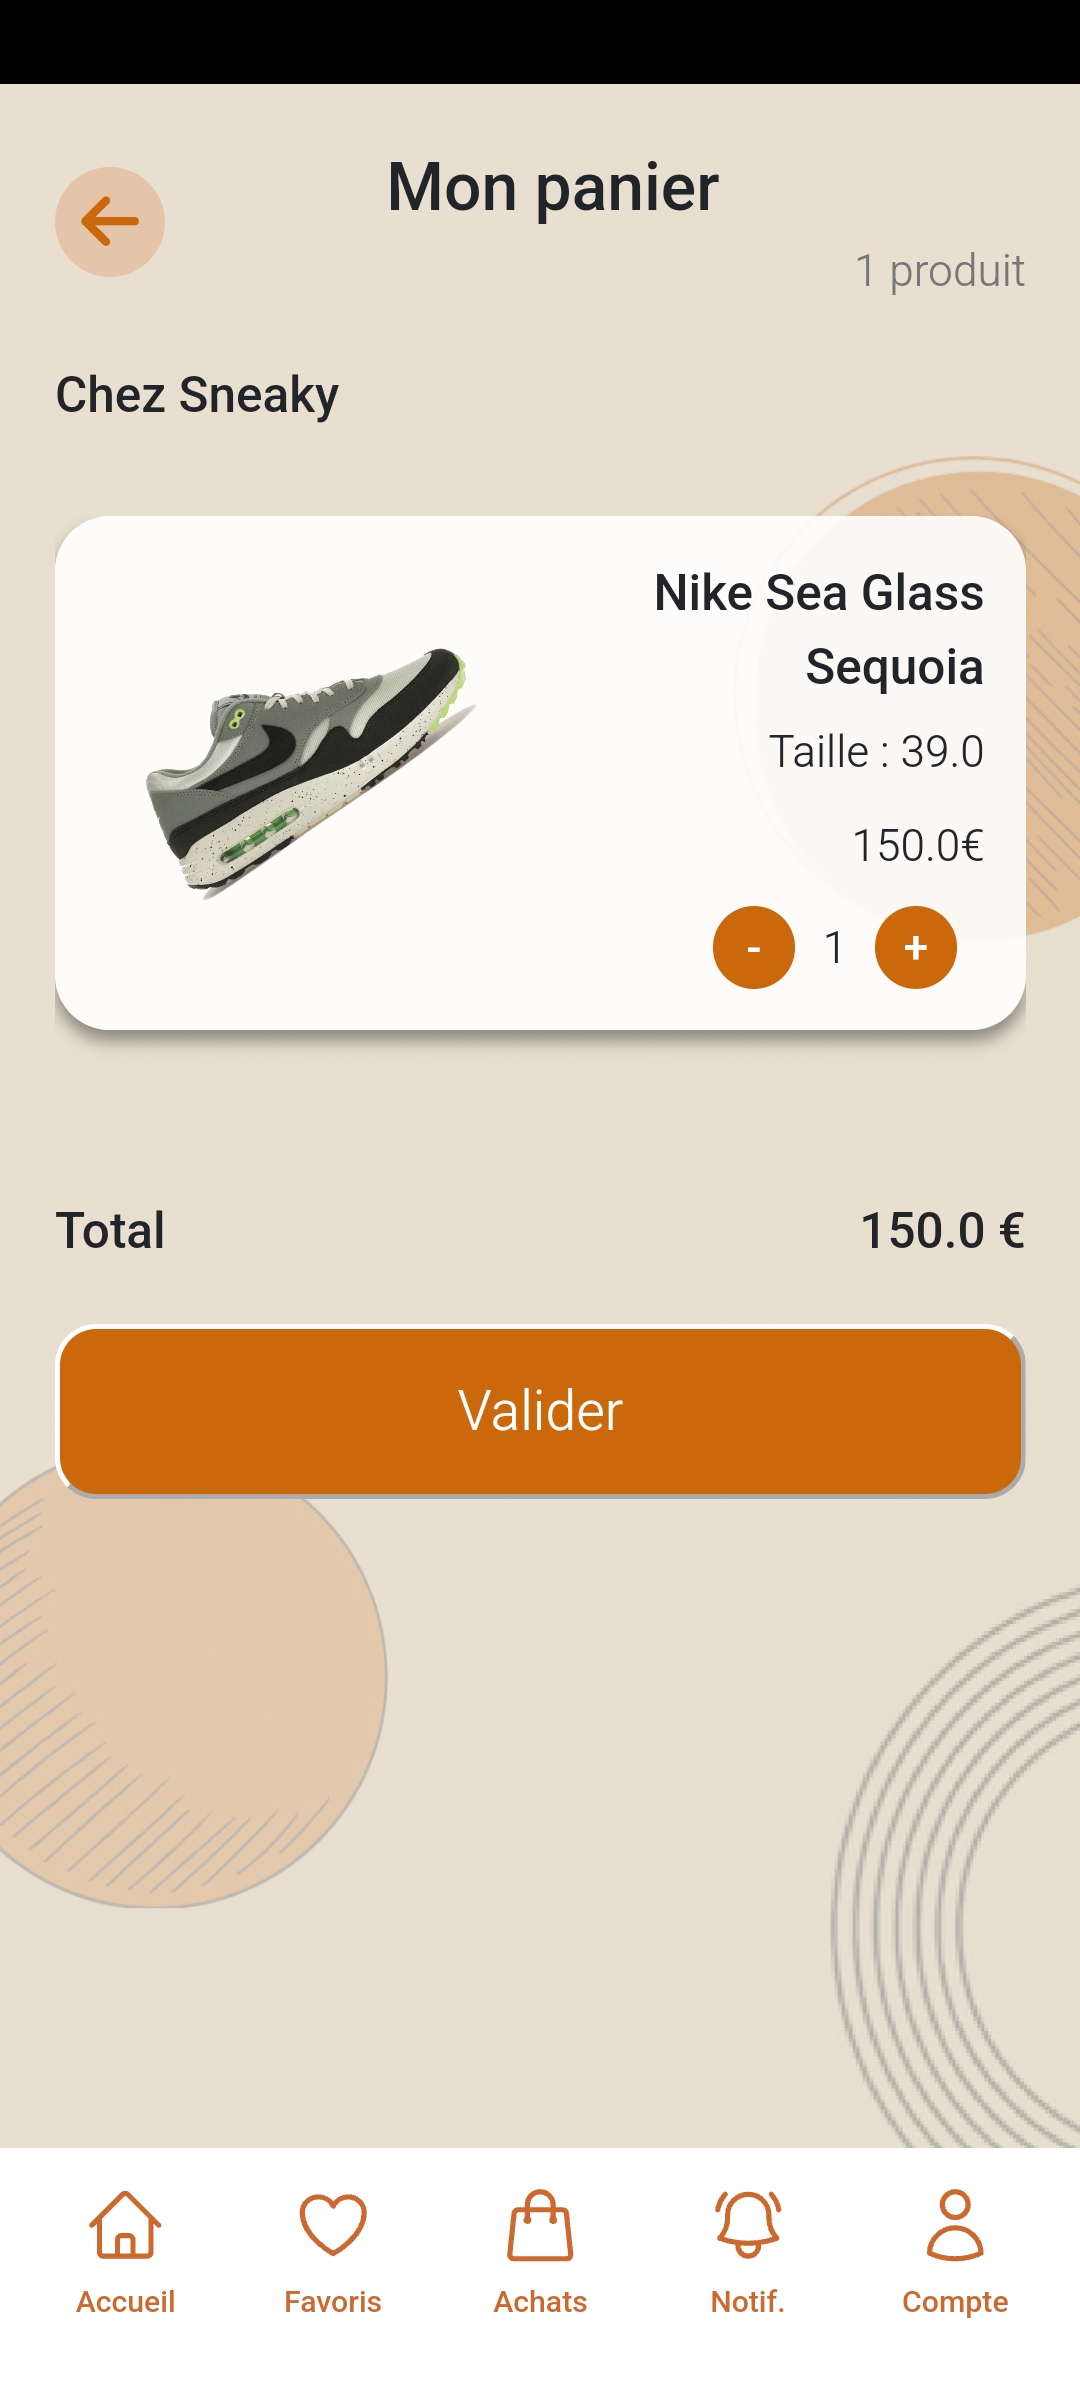 Mon panier
1 produit
Chez Sneaky
Nike Sea Glass
Sequoia
Taille : 39.0
150.0€
- 1 +
Total 150.0 €
Valider
Accueil Favoris Achats Notif. Compte